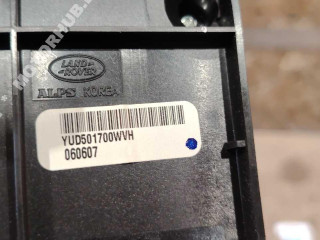 LAND
ROVER
ALPS KOREA
YUD501700WVH
060607